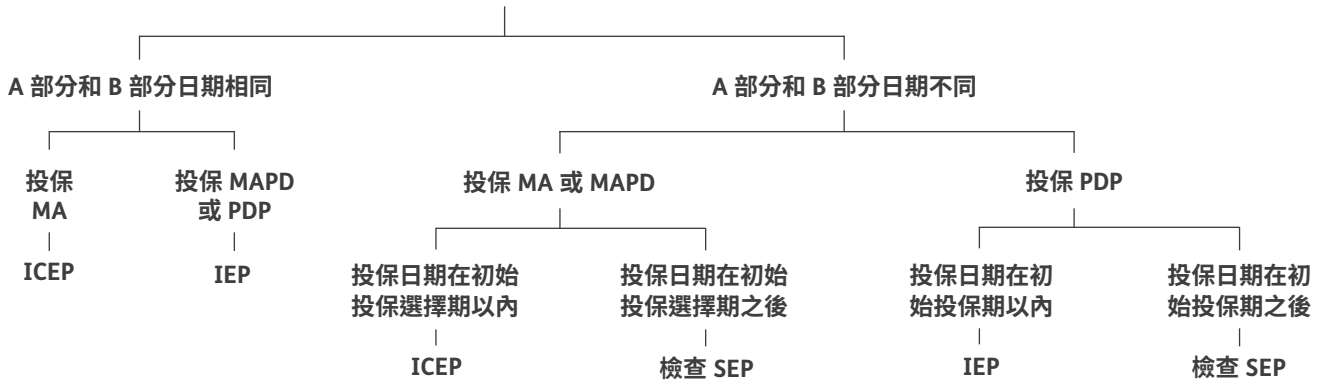 A 部分和 B 部分日期相同
A 部分和 B 部分日期不同
投保
MA
投保 MAPD
或 PDP
投保 MA 或 MAPD
投保 PDP
ICEP
IEP
投保日期在初始
投保選擇期以內
投保日期在初始
投保選擇期之後
投保日期在初
始投保期以內
投保日期在初
始投保期之後
ICEP
檢查 SEP
IEP
檢查 SEP